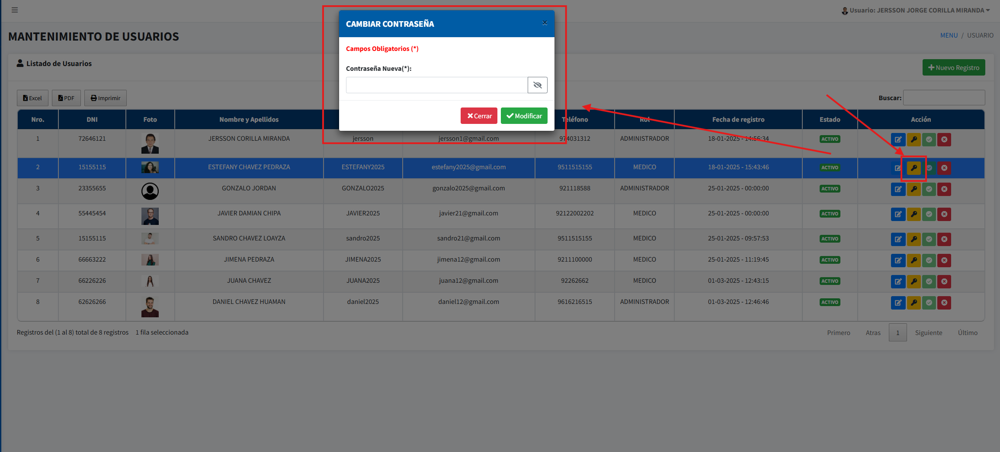 Usuario: JERSSON JORGE CORILLA MIRANDA
MANTENIMIENTO DE USUARIOS
MENU / USUARIO
CAMBIAR CONTRASEÑA
×
Campos Obligatorios (*)
Contraseña Nueva(*):
Cerrar Modificar
Listado de Usuarios
Nuevo Registro
Excel PDF Imprimir
Buscar:
Nro. DNI Foto Nombre y Apellidos Teléfono Rol Fecha de registro Estado Acción
1 72646121 JERSSON CORILLA MIRANDA jersson jersson1@gmail.com 974031312 ADMINISTRADOR 18-01-2025 - 14:56:34 ACTIVO
2 15155115 ESTEFANY CHAVEZ PEDRAZA ESTEFANY2025 estefany2025@gmail.com 9511515155 MEDICO 18-01-2025 - 15:43:46 ACTIVO
3 23355655 GONZALO JORDAN GONZALO2025 gonzalo2025@gmail.com 921118588 ADMINISTRADOR 25-01-2025 - 00:00:00 ACTIVO
4 55445454 JAVIER DAMIAN CHIPA JAVIER2025 javier21@gmail.com 92122002202 MEDICO 25-01-2025 - 00:00:00 ACTIVO
5 15155115 SANDRO CHAVEZ LOAYZA sandro2025 sandro21@gmail.com 9511515155 MEDICO 25-01-2025 - 09:57:53 ACTIVO
6 66663222 JIMENA PEDRAZA JIMENA2025 jimena12@gmail.com 9211100000 MEDICO 25-01-2025 - 11:19:45 ACTIVO
7 66226226 JUANA CHAVEZ JUANA2025 juana12@gmail.com 92262662 MEDICO 01-03-2025 - 12:43:15 ACTIVO
8 62626266 DANIEL CHAVEZ HUAMAN daniel2025 daniel12@gmail.com 9616216515 ADMINISTRADOR 01-03-2025 - 12:46:46 ACTIVO
Registros del (1 al 8) total de 8 registros 1 fila seleccionada
Primero Atras 1 Siguiente Último